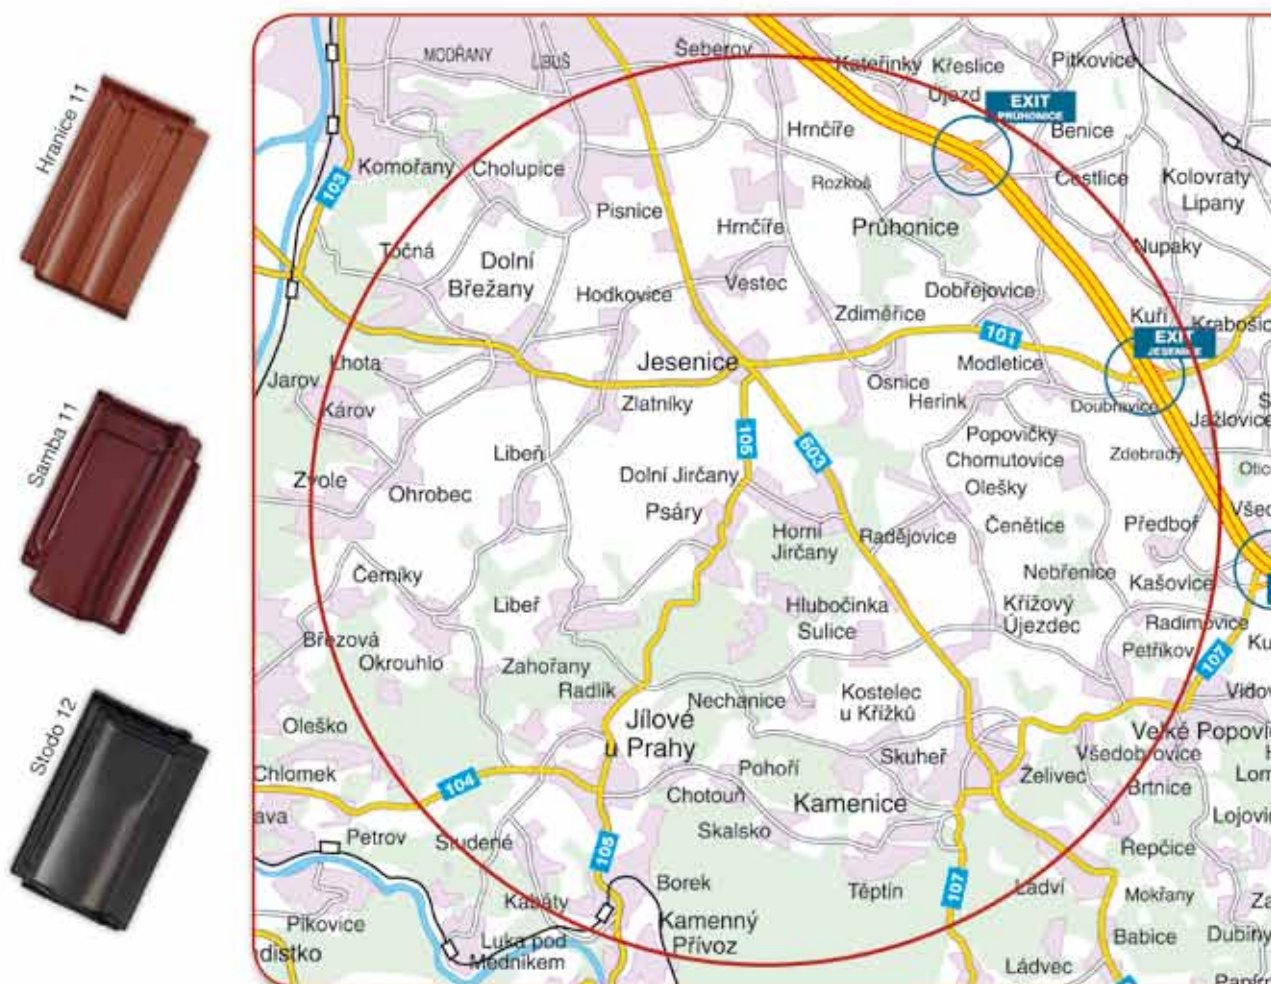 Hranice 11
Samba 11
Stodo 12
MODŘANY
LIBUŠ
Šeberov
Kateřinky
Křeslice
Pitkovice
Újezd
EXIT
PRŮHONICE
Hrnčíře
Benice
Komořany
Cholupice
103
Rozkoš
Čestlice
Kolovraty
Lipany
Písnice
Hrnčíře
Průhonice
Nupaky
Točná
Dolní
Břežany
Hodkovice
Vestec
Dobřejovice
Zdiměřice
Kuří
101
EXIT
JESENICE
Lhota
Jesenice
Modletice
Jarov
Osnice
Herink
Zlatníky
Doubravice
Károv
Jažlovice
105
603
Popovičky
Libeň
Chomutovice
Zdebrady
Zvole
Ohrobec
Dolní Jirčany
Olešky
Psáry
Horní
Jirčany
Radějovice
Čenětice
Předboř
Černíky
Nebřenice
Kašovice
Libeř
Hlubočinka
Sulice
Křížový
Újezdec
Radimovice
Březová
Okrouhlo
Zahořany
Radlík
Petříkov
107
Nechanice
Kostelec
u Křížků
Oleško
Jílové
u Prahy
Velké Popovi
Skuheř
Všedobrovice
Chlomek
104
Pohoří
Želivec
Brtnice
Chotouň
Kamenice
Petrov
Studené
Skalsko
105
Řepčice
Borek
Těptín
107
Ládví
Mokřany
Kabáty
Pikovice
Kamenný
Přívoz
Babice
Luka pod
Medníkem
Ládvec